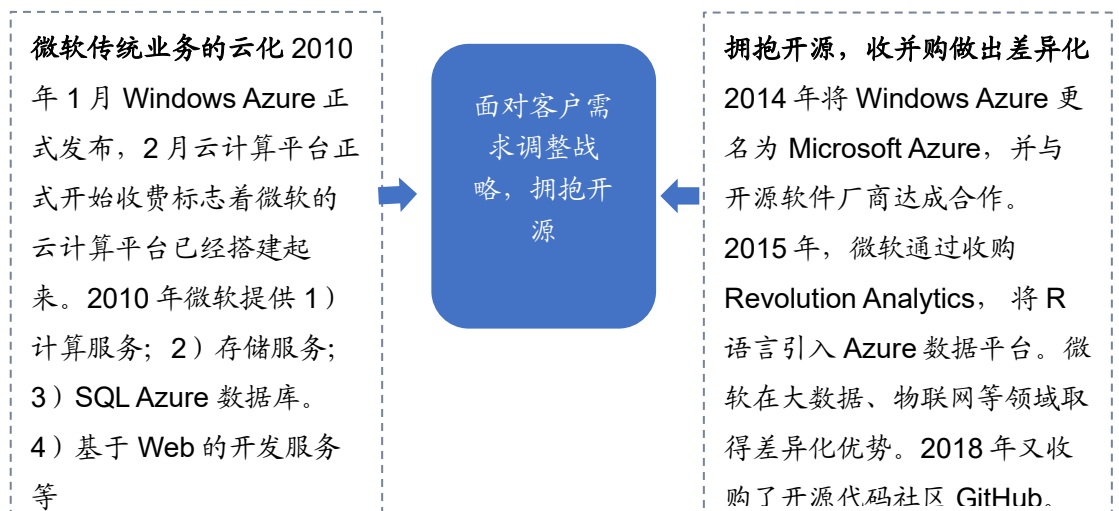 微软传统业务的云化 2010
年 1 月 Windows Azure 正
式发布，2 月云计算平台正
式开始收费标志着微软的
云计算平台已经搭建起
来。2010 年微软提供 1）
计算服务；2）存储服务；
3）SQL Azure 数据库。
4）基于 Web 的开发服务
等
面对客户需
求调整战
略，拥抱开
源
拥抱开源，收并购做出差异化
2014 年将 Windows Azure 更
名为 Microsoft Azure，并与
开源软件厂商达成合作。
2015 年，微软通过收购
Revolution Analytics， 将 R
语言引入 Azure 数据平台。微
软在大数据、物联网等领域取
得差异化优势。2018 年又收
购了开源代码社区 GitHub。